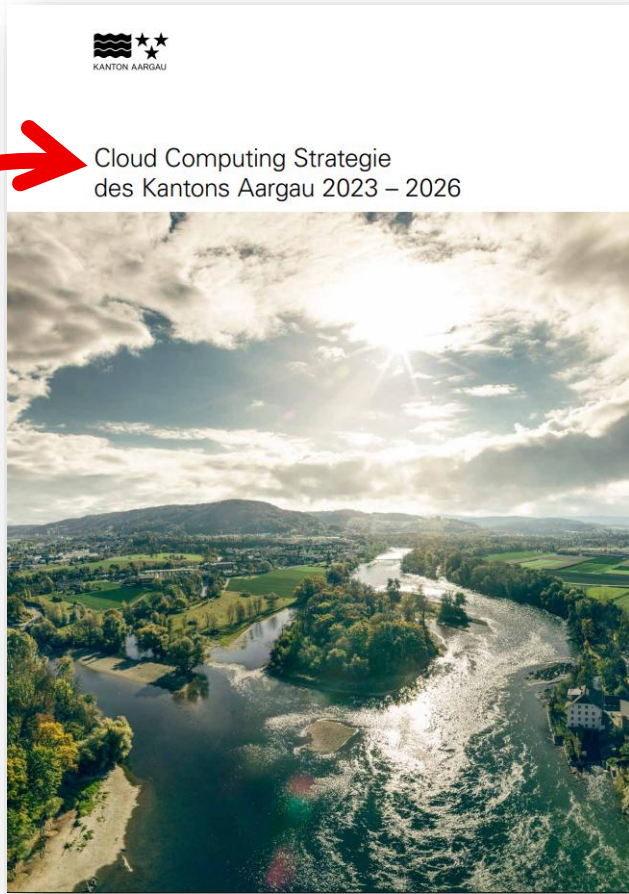 KANTON AARGAU
Cloud Computing Strategie
des Kantons Aargau 2023 – 2026